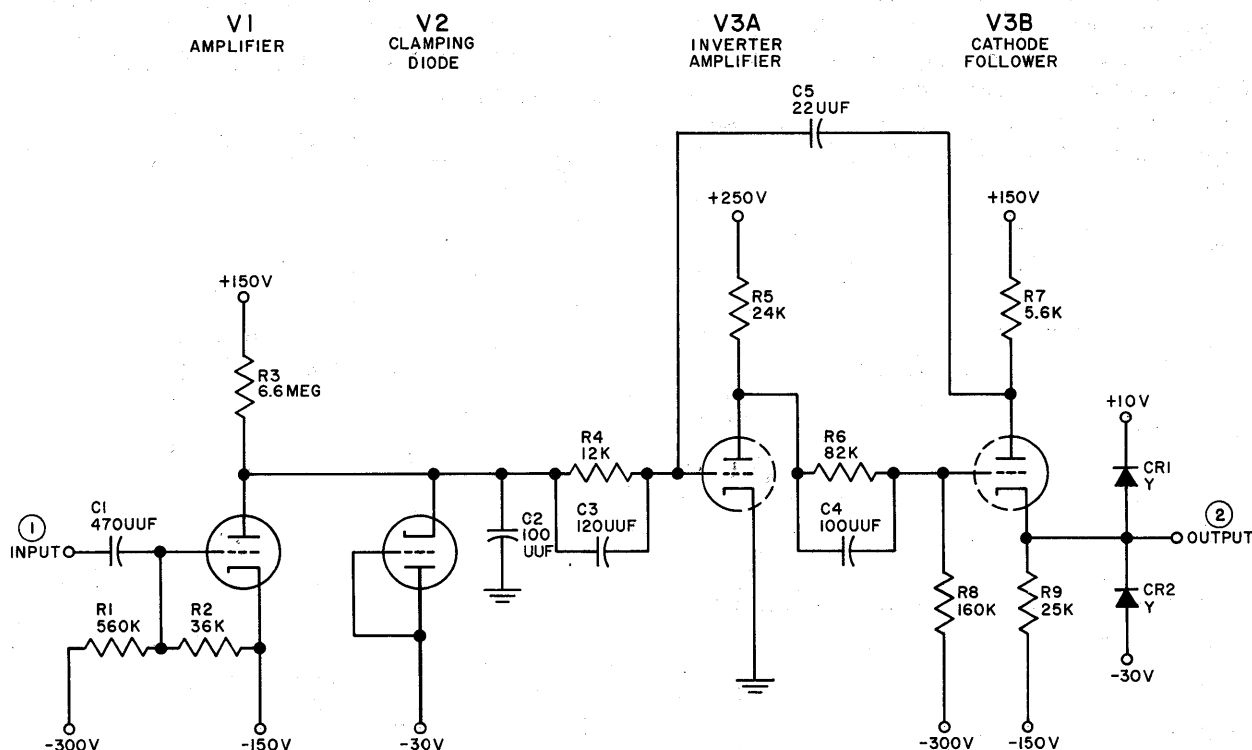 V1
AMPLIFIER
V2
CLAMPING
DIODE
V3A
INVERTER
AMPLIFIER
V3B
CATHODE
FOLLOWER
C5
22UUF
+250V
+150V
+150V
R5
24K
R7
5.6K
R3
6.6MEG
+10V
R4
12K
R6
82K
CR1
Y
1
INPUT
C1
470UUF
C2
100
UUF
C3
120UUF
C4
100UUF
2
OUTPUT
R1
560K
R2
36K
R8
160K
R9
25K
CR2
Y
-30V
-300V
-150V
-30V
-300V
-150V